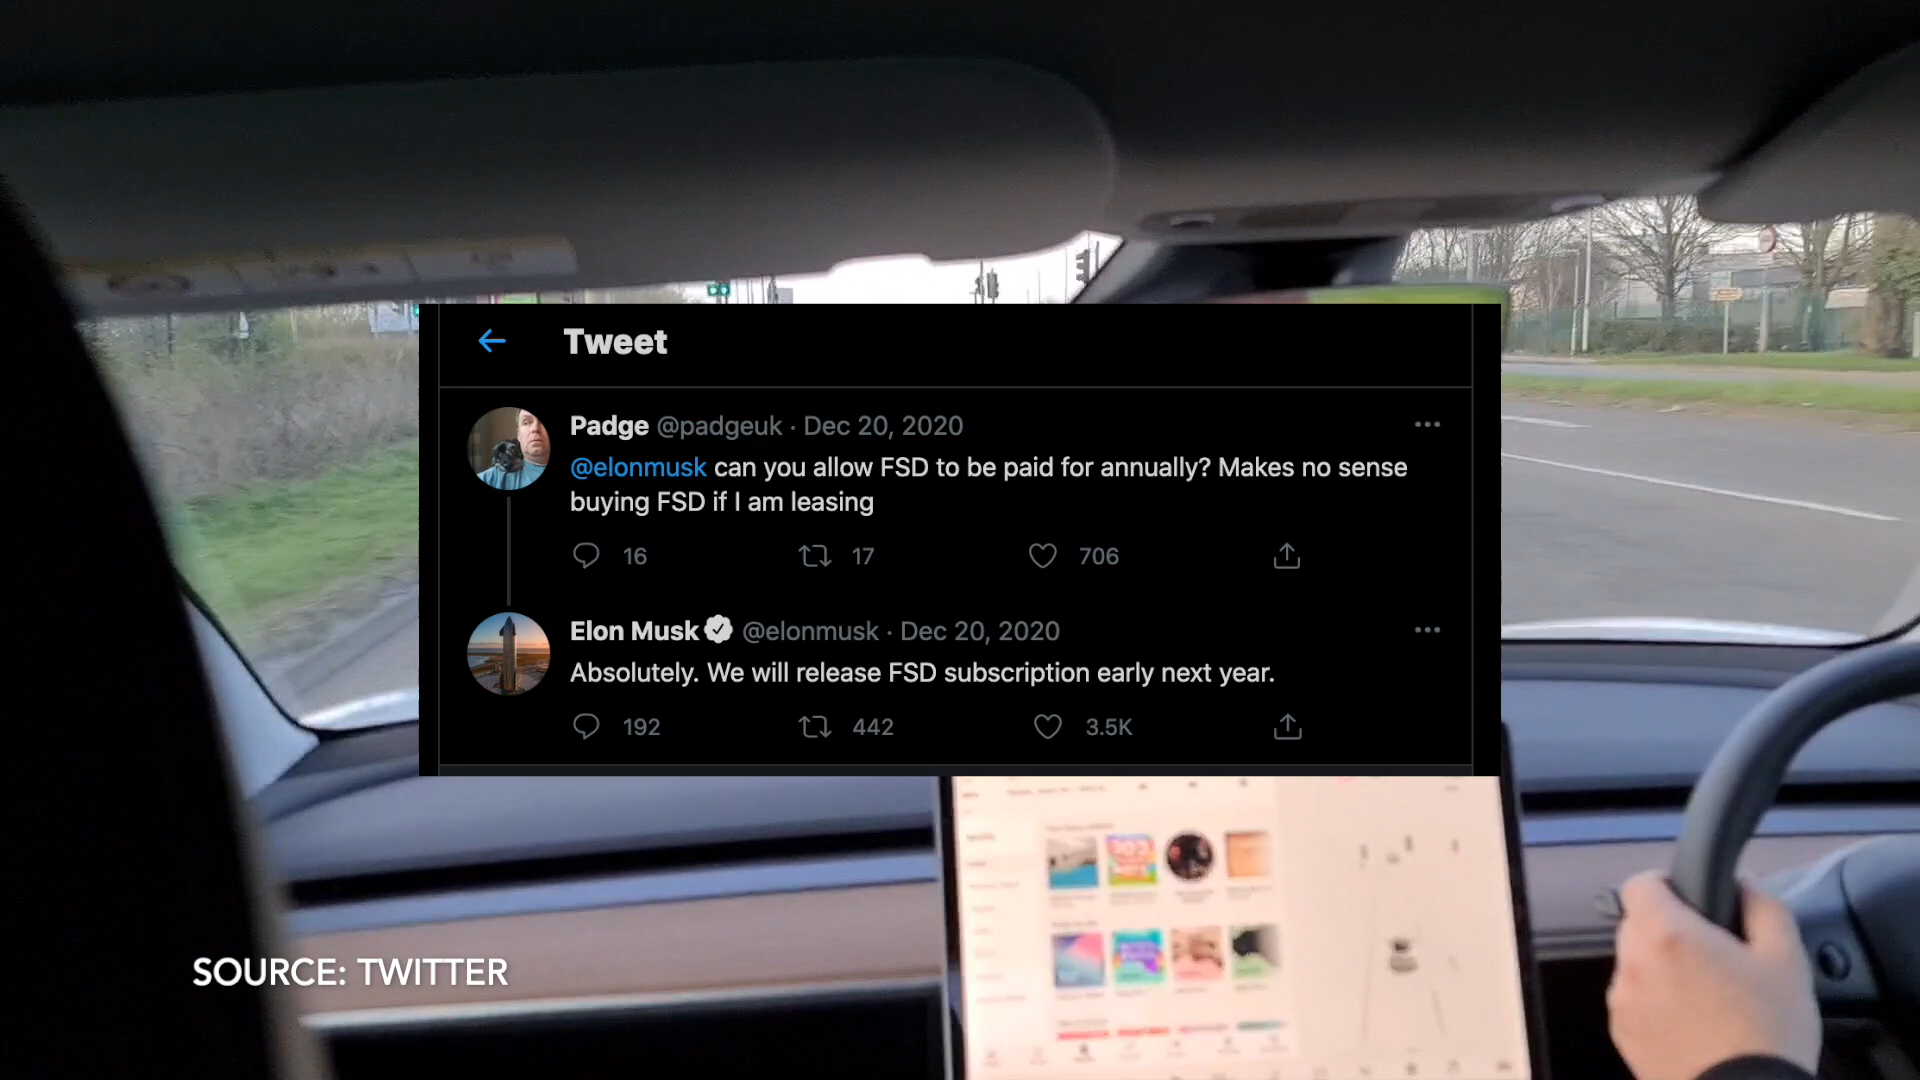 Tweet
Padge @padgeuk · Dec 20, 2020
@elonmusk can you allow FSD to be paid for annually? Makes no sense
buying FSD if I am leasing
16 17 706
Elon Musk @elonmusk · Dec 20, 2020
Absolutely. We will release FSD subscription early next year.
192 442 3.5K
SOURCE: TWITTER